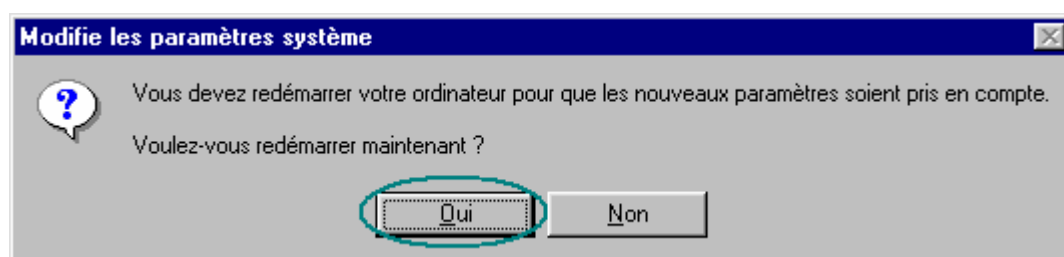 Modifie les paramètres système
Vous devez redémarrer votre ordinateur pour que les nouveaux paramètres soient pris en compte.
Voulez-vous redémarrer maintenant ?
Oui Non